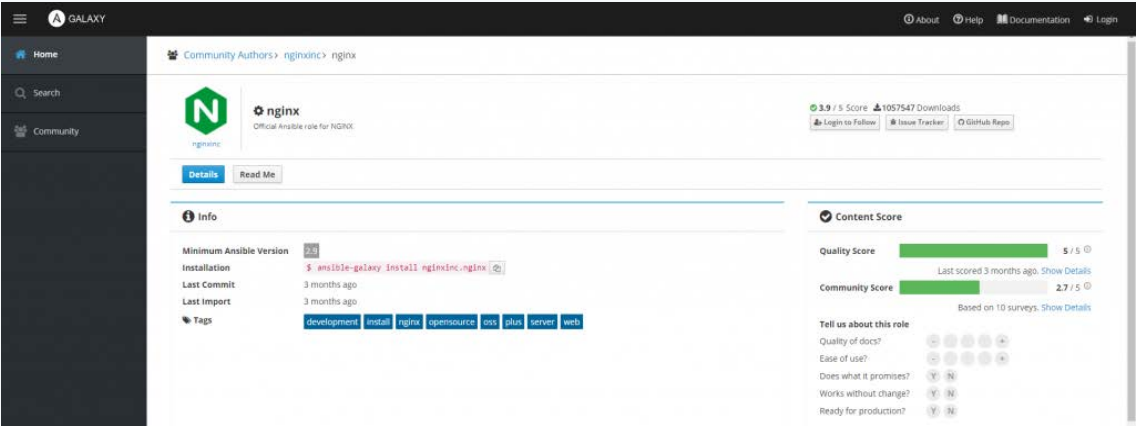 GALAXY
About Help Documentation Login
Home
Search
Community
Community Authors> nginxinc> nginx
nginxinc
nginx
Official Ansible role for NGINX
3.9 / 5 Score 1057547 Downloads
Login to Follow Issue Tracker GitHub Repo
Details Read Me
Info
Minimum Ansible Version 2.9
Installation $ ansible-galaxy install nginxinc.nginx
Last Commit 3 months ago
Last Import 3 months ago
Tags development install nginx opensource oss plus server web
Content Score
Quality Score 5 / 5
Last scored 3 months ago. Show Details
Community Score 2.7 / 5
Based on 10 surveys. Show Details
Tell us about this role
Quality of docs? - +
Ease of use? - +
Does what it promises? Y N
Works without change? Y N
Ready for production? Y N